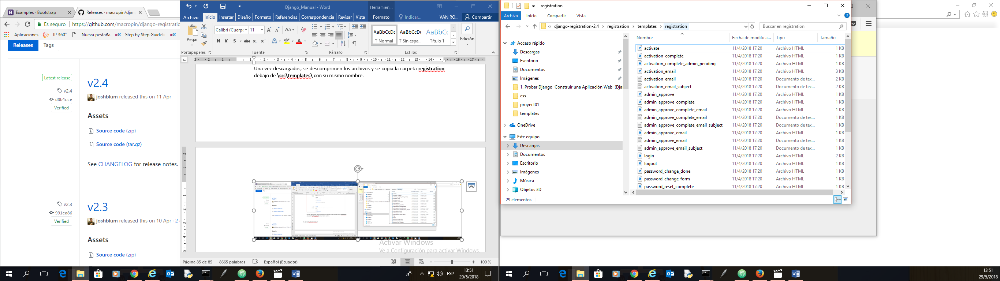 Examples · Bootstrap
Releases · macropin/djan
Es seguro
https://github.com/macropin/django-registratio
Aplicaciones
IP 360°
Nueva pestaña
Step by Step Guideli
Releases
Tags
Latest release
v2.4
d0b4cce
Verified
v2.4
joshblum released this on 11 Apr
Assets
Source code (zip)
Source code (tar.gz)
See CHANGELOG for release notes.
v2.3
991ca86
Verified
v2.3
joshblum released this on 10 Apr · 2
Assets
Source code (zip)
Django_Manual - Word
Herramien...
Archivo
Inicio
Insertar
Diseño
Formato
Referencias
Correspondencia
Revisar
Vista
Formato
Indicar...
IVAN RO...
Compartir
Pegar
Calibri (Cuerpo
11
Aa
N K S abc x₂ x²
AaBbCcDc
¶ Normal
AaBbCcDc
¶ Sin espa...
AaBbCc
Título 1
Edición
Portapapeles
Fuente
Párrafo
Estilos
3 2 1 1 2 3 4 5 6 7 8 9 10 11 12 13 14 16 17
Una vez descargados, se descomprimen los archivos y se copia la carpeta registration
debajo de \src\templates\ con su mismo nombre.
Activar Windows
Ve a Configuración para activar Windows.
Página 85 de 85
8665 palabras
Español (Ecuador)
100 %
registration
Archivo
Inicio
Compartir
Vista
« django-registration-2.4 › registration › templates › registration
Buscar en registration
Acceso rápido
Descargas
Escritorio
Documentos
Imágenes
1. Probar Django Construir una Aplicación Web (Dja
css
proyect01
templates
OneDrive
Este equipo
Descargas
Documentos
Escritorio
Imágenes
Música
Objetos 3D
Nombre
Fecha de modifica...
Tipo
Tamaño
activate 11/4/2018 17:20 Archivo HTML 1 KB
activation_complete 11/4/2018 17:20 Archivo HTML 1 KB
activation_complete_admin_pending 11/4/2018 17:20 Archivo HTML 1 KB
activation_email 11/4/2018 17:20 Archivo HTML 3 KB
activation_email 11/4/2018 17:20 Documento de tex... 2 KB
activation_email_subject 11/4/2018 17:20 Documento de tex... 2 KB
admin_approve 11/4/2018 17:20 Archivo HTML 1 KB
admin_approve_complete 11/4/2018 17:20 Archivo HTML 1 KB
admin_approve_complete_email 11/4/2018 17:20 Archivo HTML 1 KB
admin_approve_complete_email 11/4/2018 17:20 Documento de tex... 1 KB
admin_approve_complete_email_subject 11/4/2018 17:20 Documento de tex... 1 KB
admin_approve_email 11/4/2018 17:20 Archivo HTML 1 KB
admin_approve_email 11/4/2018 17:20 Documento de tex... 1 KB
admin_approve_email_subject 11/4/2018 17:20 Documento de tex... 1 KB
login 11/4/2018 17:20 Archivo HTML 2 KB
logout 11/4/2018 17:20 Archivo HTML 1 KB
password_change_done 11/4/2018 17:20 Archivo HTML 1 KB
password_change_form 11/4/2018 17:20 Archivo HTML 1 KB
password_reset_complete 11/4/2018 17:20 Archivo HTML 1 KB
29 elementos
ESP
13:51
29/5/2018
13:51
29/5/2018